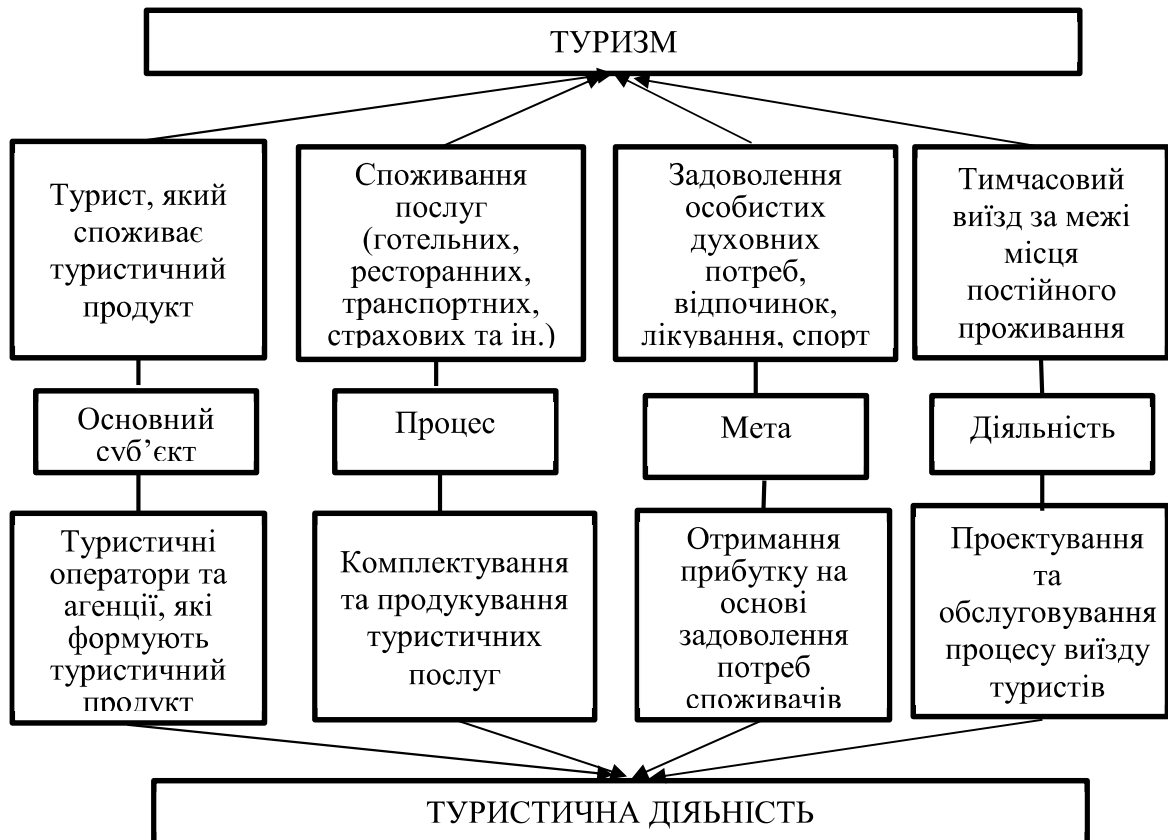 ТУРИЗМ
Турист, який
споживає
туристичний
продукт
Споживання
послуг
(готельних,
ресторанних,
транспортних,
страхових та ін.)
Задоволення
особистих
духовних
потреб,
відпочинок,
лікування, спорт
Тимчасовий
виїзд за межі
місця
постійного
проживання
Основний
суб’єкт
Процес
Мета
Діяльність
Туристичні
оператори та
агенції, які
формують
туристичний
продукт
Комплектування
та продукування
туристичних
послуг
Отримання
прибутку на
основі
задоволення
потреб
споживачів
Проектування
та
обслуговування
процесу виїзду
туристів
ТУРИСТИЧНА ДІЯЬНІСТЬ